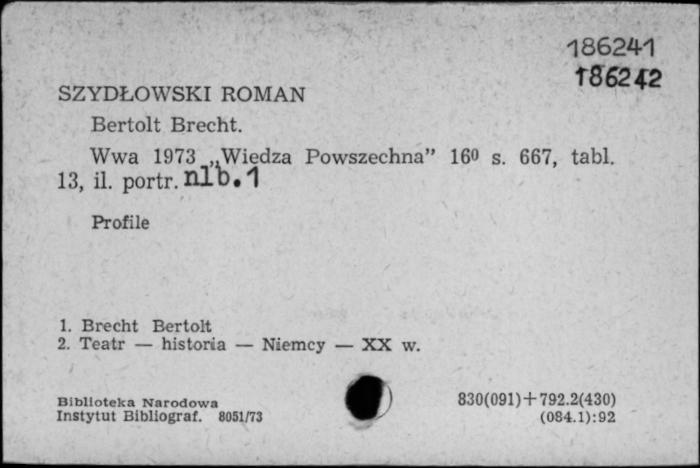 186241
186242
SZYDŁOWSKI ROMAN
Bertolt Brecht.
Wwa 1973 „Wiedza Powszechna” 16⁰ s. 667, tabl.
13, il. portr. nlb. 1
Profile
1. Brecht Bertolt
2. Teatr — historia — Niemcy — XX w.
Biblioteka Narodowa
Instytut Bibliograf. 8051/73
830(091)+792.2(430)
(084.1):92